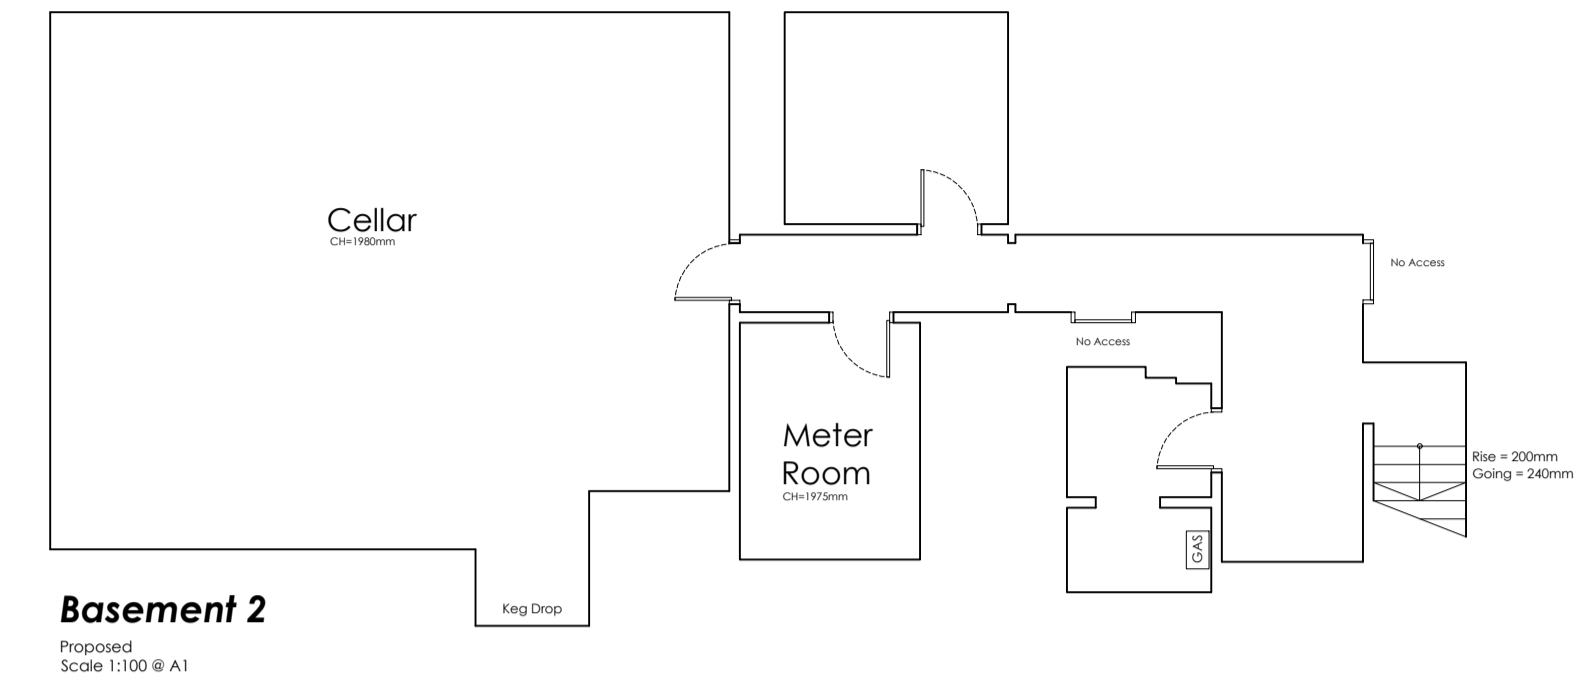 Cellar
CH=1980mm
No Access
No Access
Meter
Room
CH=1975mm
Rise = 200mm
Going = 240mm
GAS
Keg Drop
Basement 2
Proposed
Scale 1:100 @ A1